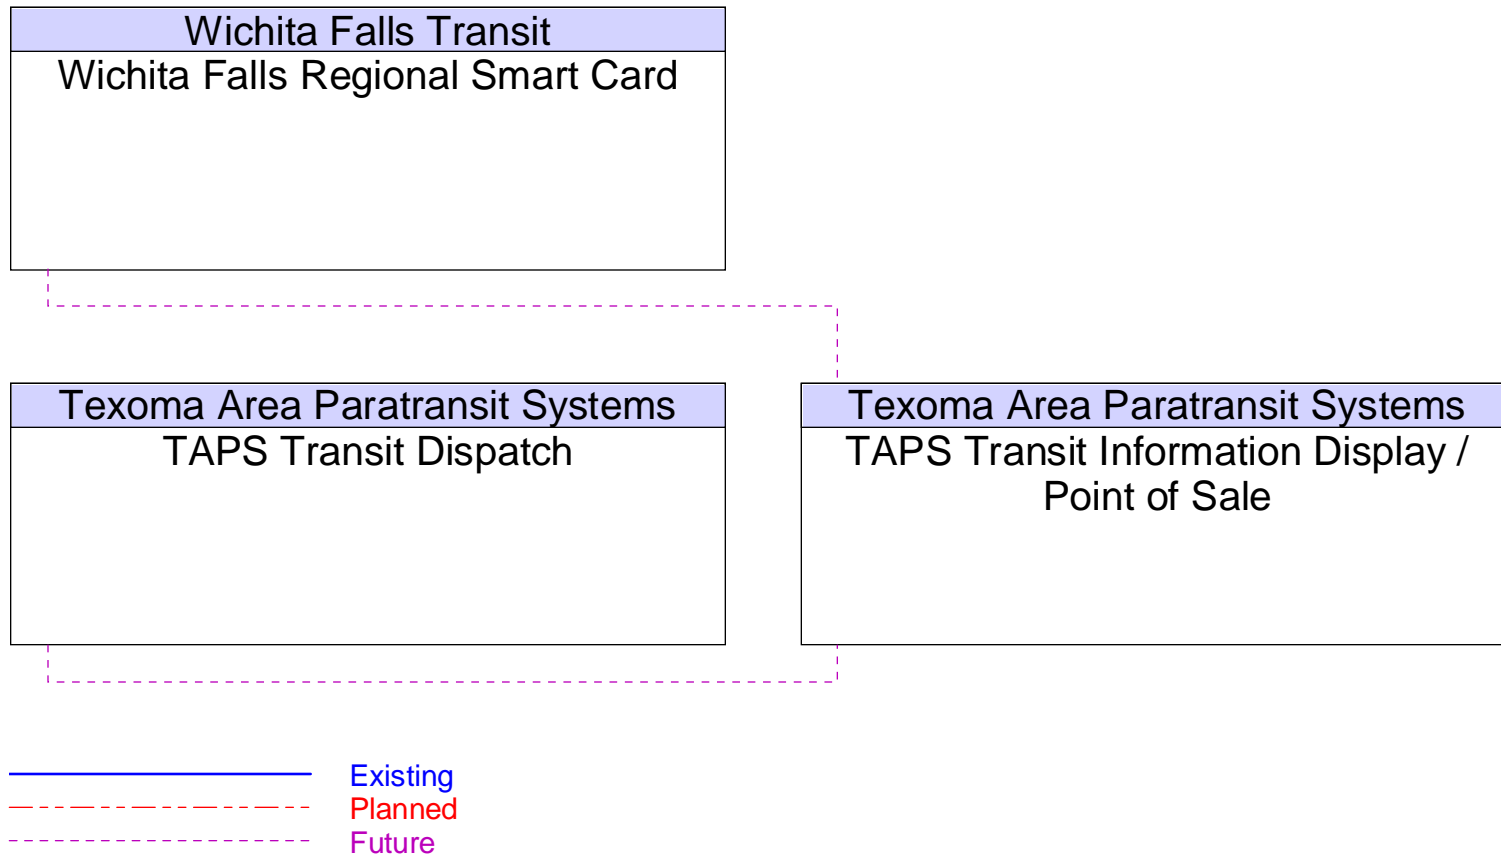 Wichita Falls Transit
Wichita Falls Regional Smart Card
Texoma Area Paratransit Systems
TAPS Transit Dispatch
Texoma Area Paratransit Systems
TAPS Transit Information Display /
Point of Sale
Existing
Planned
Future